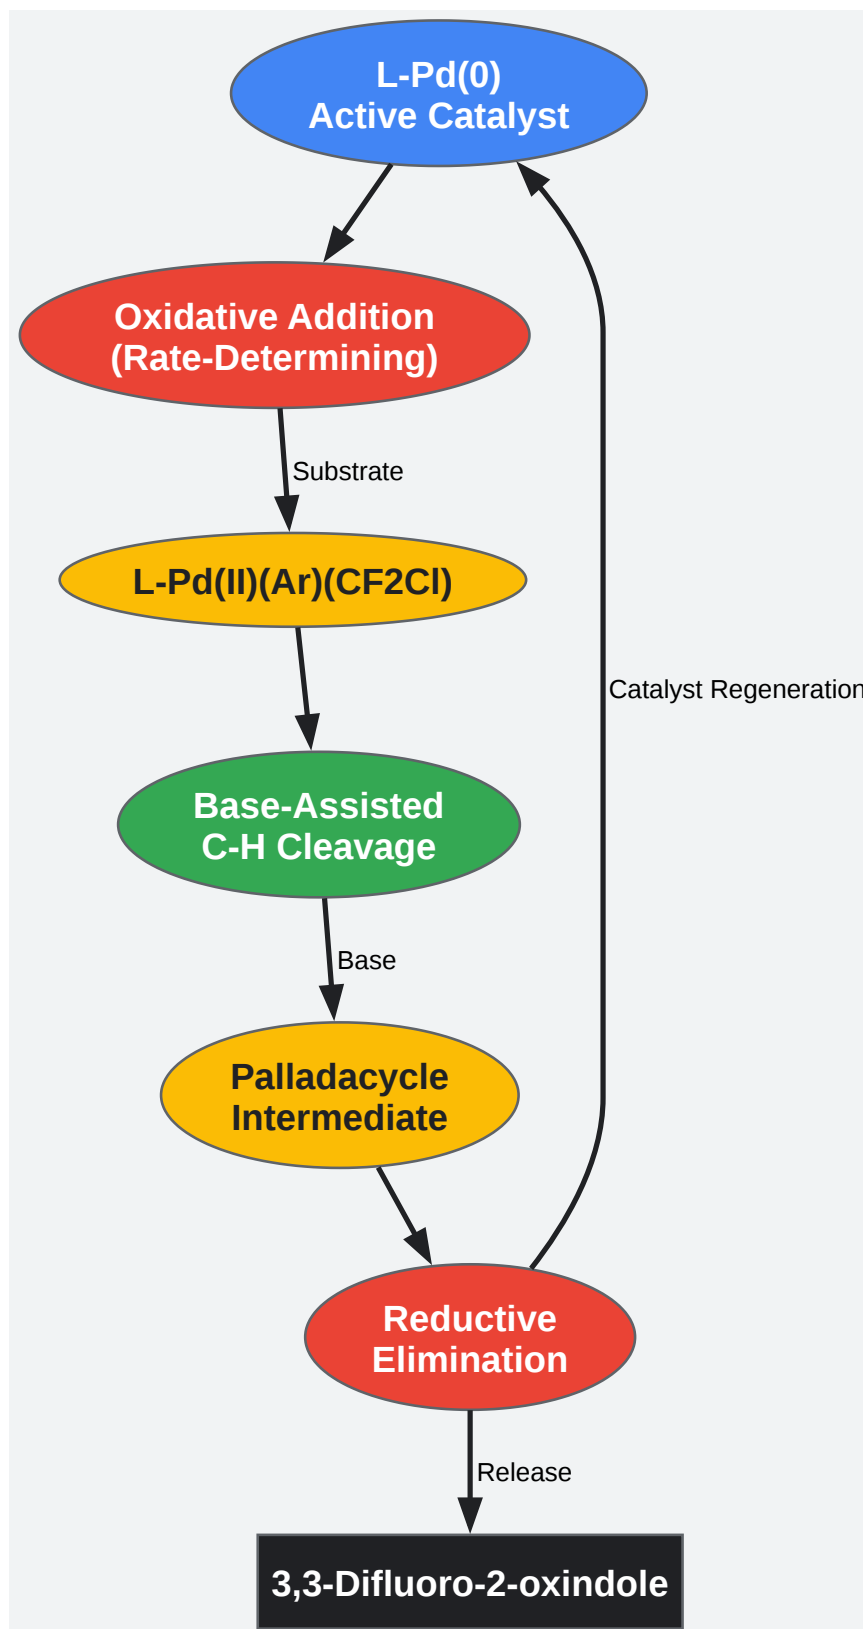 L-Pd(0)
Active Catalyst
Oxidative Addition
(Rate-Determining)
Substrate
L-Pd(II)(Ar)(CF2Cl)
Catalyst Regeneration
Base-Assisted
C-H Cleavage
Base
Palladacycle
Intermediate
Reductive
Elimination
Release
3,3-Difluoro-2-oxindole